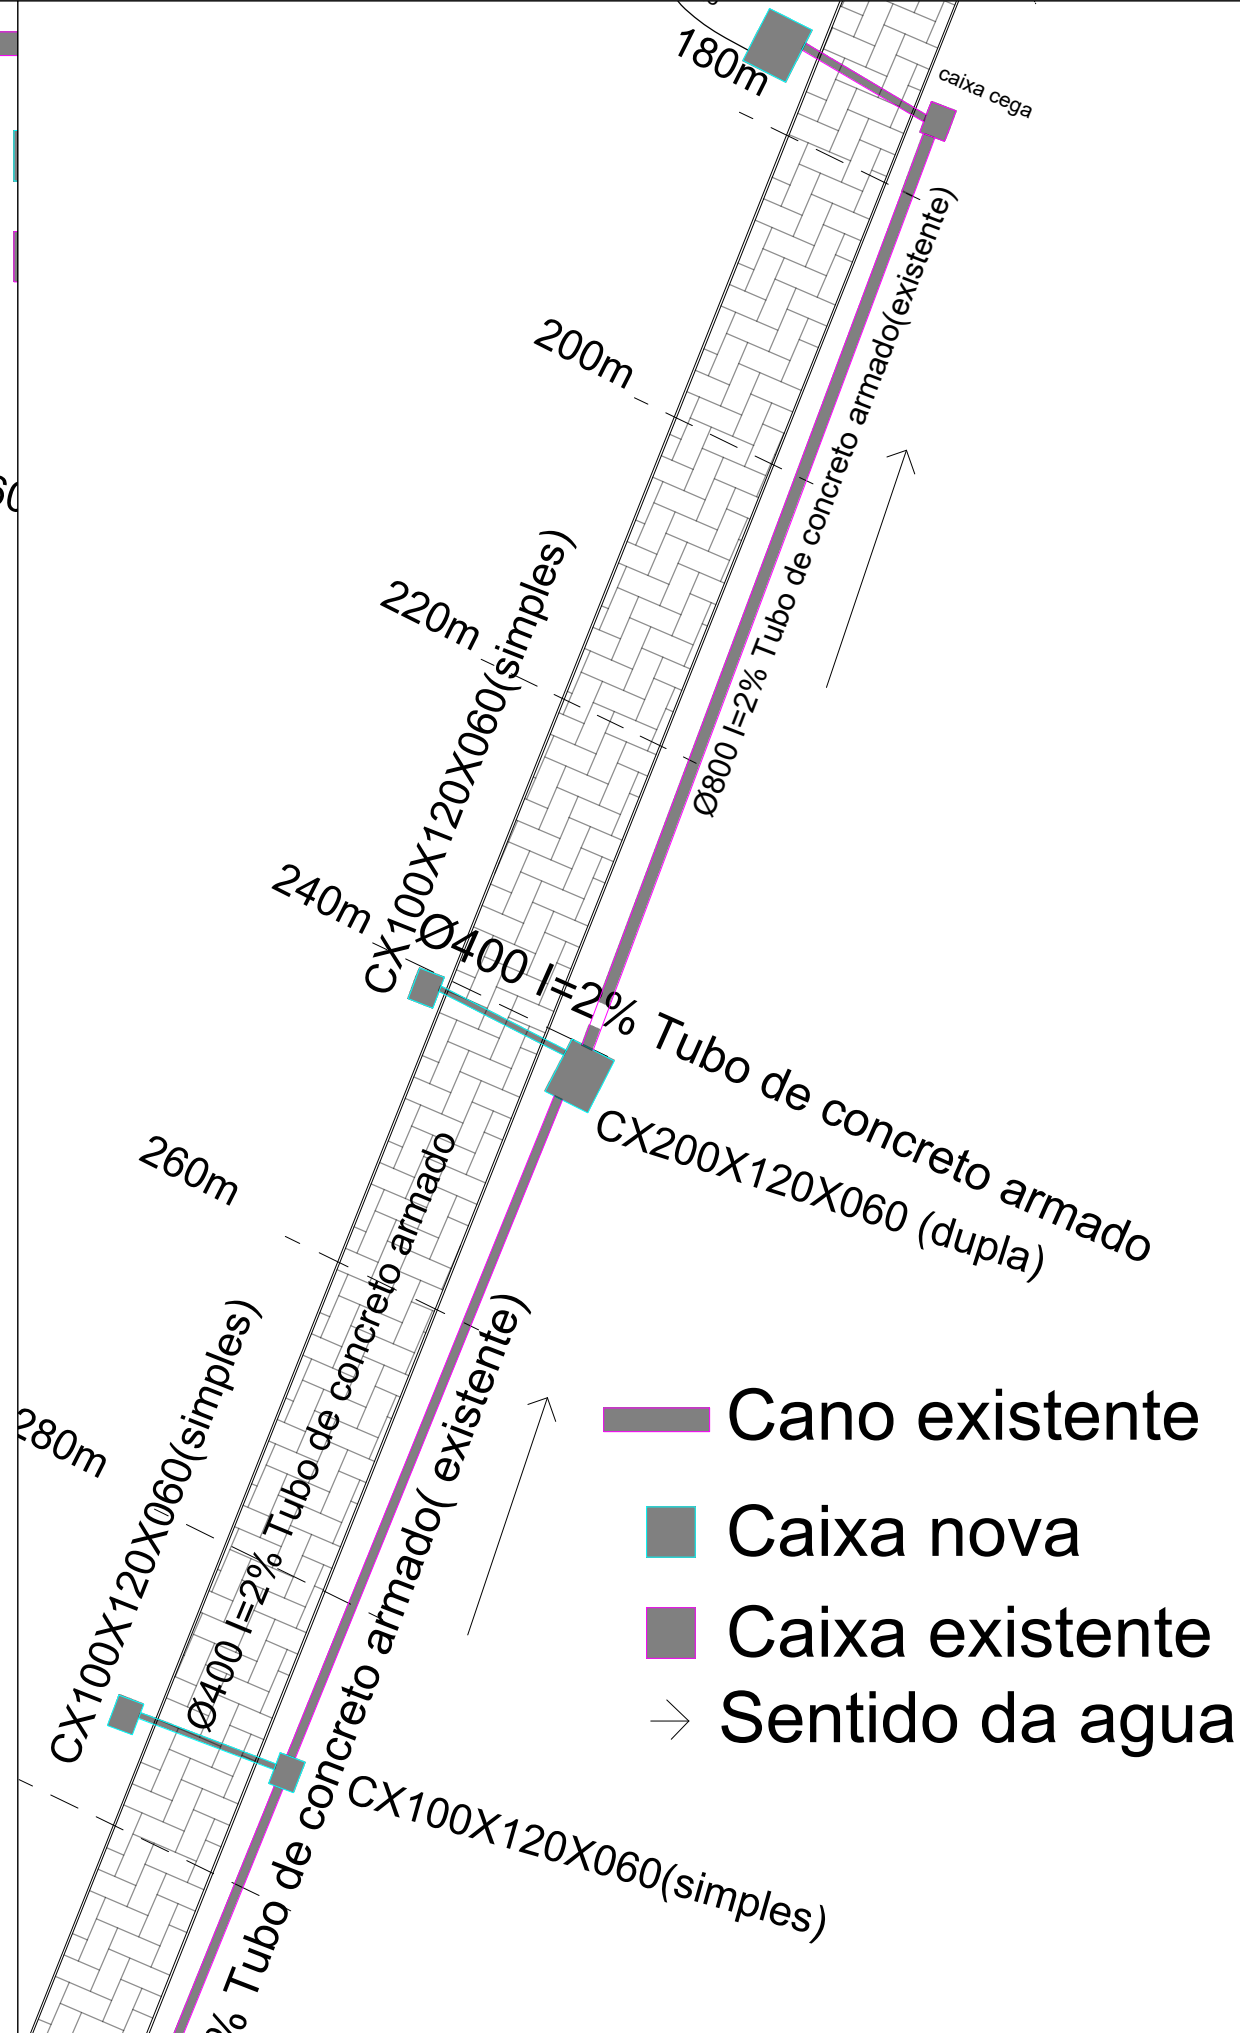 180m
caixa cega
Ø800 I=2% Tubo de concreto armado(existente)
200m
220m
CX100X120X060(simples)
240m
Ø400 I=2% Tubo de concreto armado
CX200X120X060 (dupla)
260m
Ø400 I=2% Tubo de concreto armado
CX100X120X060(simples)
280m
% Tubo de concreto armado( existente)
CX100X120X060(simples)
Cano existente
Caixa nova
Caixa existente
Sentido da agua